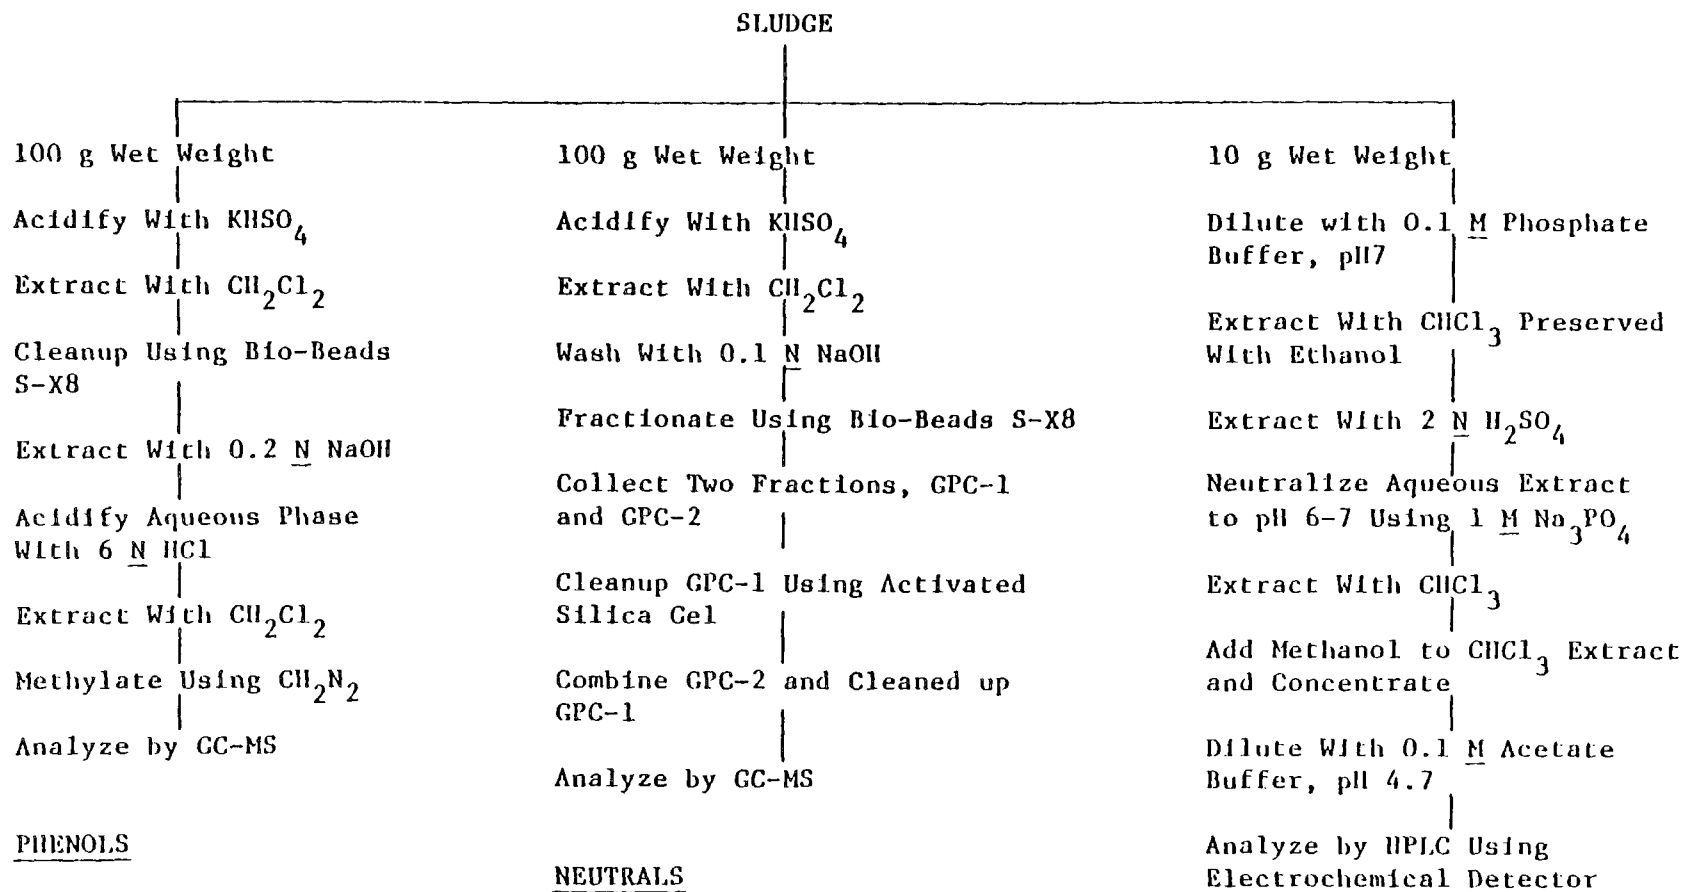 SLUDGE
100 g Wet Weight
Acidify With KHSO4
Extract With CH2Cl2
Cleanup Using Bio-Beads
S-X8
Extract With 0.2 N NaOH
Acidify Aqueous Phase
With 6 N HCl
Extract With CH2Cl2
Methylate Using CH2N2
Analyze by GC-MS
PHENOLS
100 g Wet Weight
Acidify With KHSO4
Extract With CH2Cl2
Wash With 0.1 N NaOH
Fractionate Using Bio-Beads S-X8
Collect Two Fractions, GPC-1
and GPC-2
Cleanup GPC-1 Using Activated
Silica Gel
Combine GPC-2 and Cleaned up
GPC-1
Analyze by GC-MS
NEUTRALS
10 g Wet Weight
Dilute with 0.1 M Phosphate
Buffer, pH7
Extract With CHCl3 Preserved
With Ethanol
Extract With 2 N H2SO4
Neutralize Aqueous Extract
to pH 6-7 Using 1 M Na3PO4
Extract With CHCl3
Add Methanol to CHCl3 Extract
and Concentrate
Dilute With 0.1 M Acetate
Buffer, pH 4.7
Analyze by HPLC Using
Electrochemical Detector